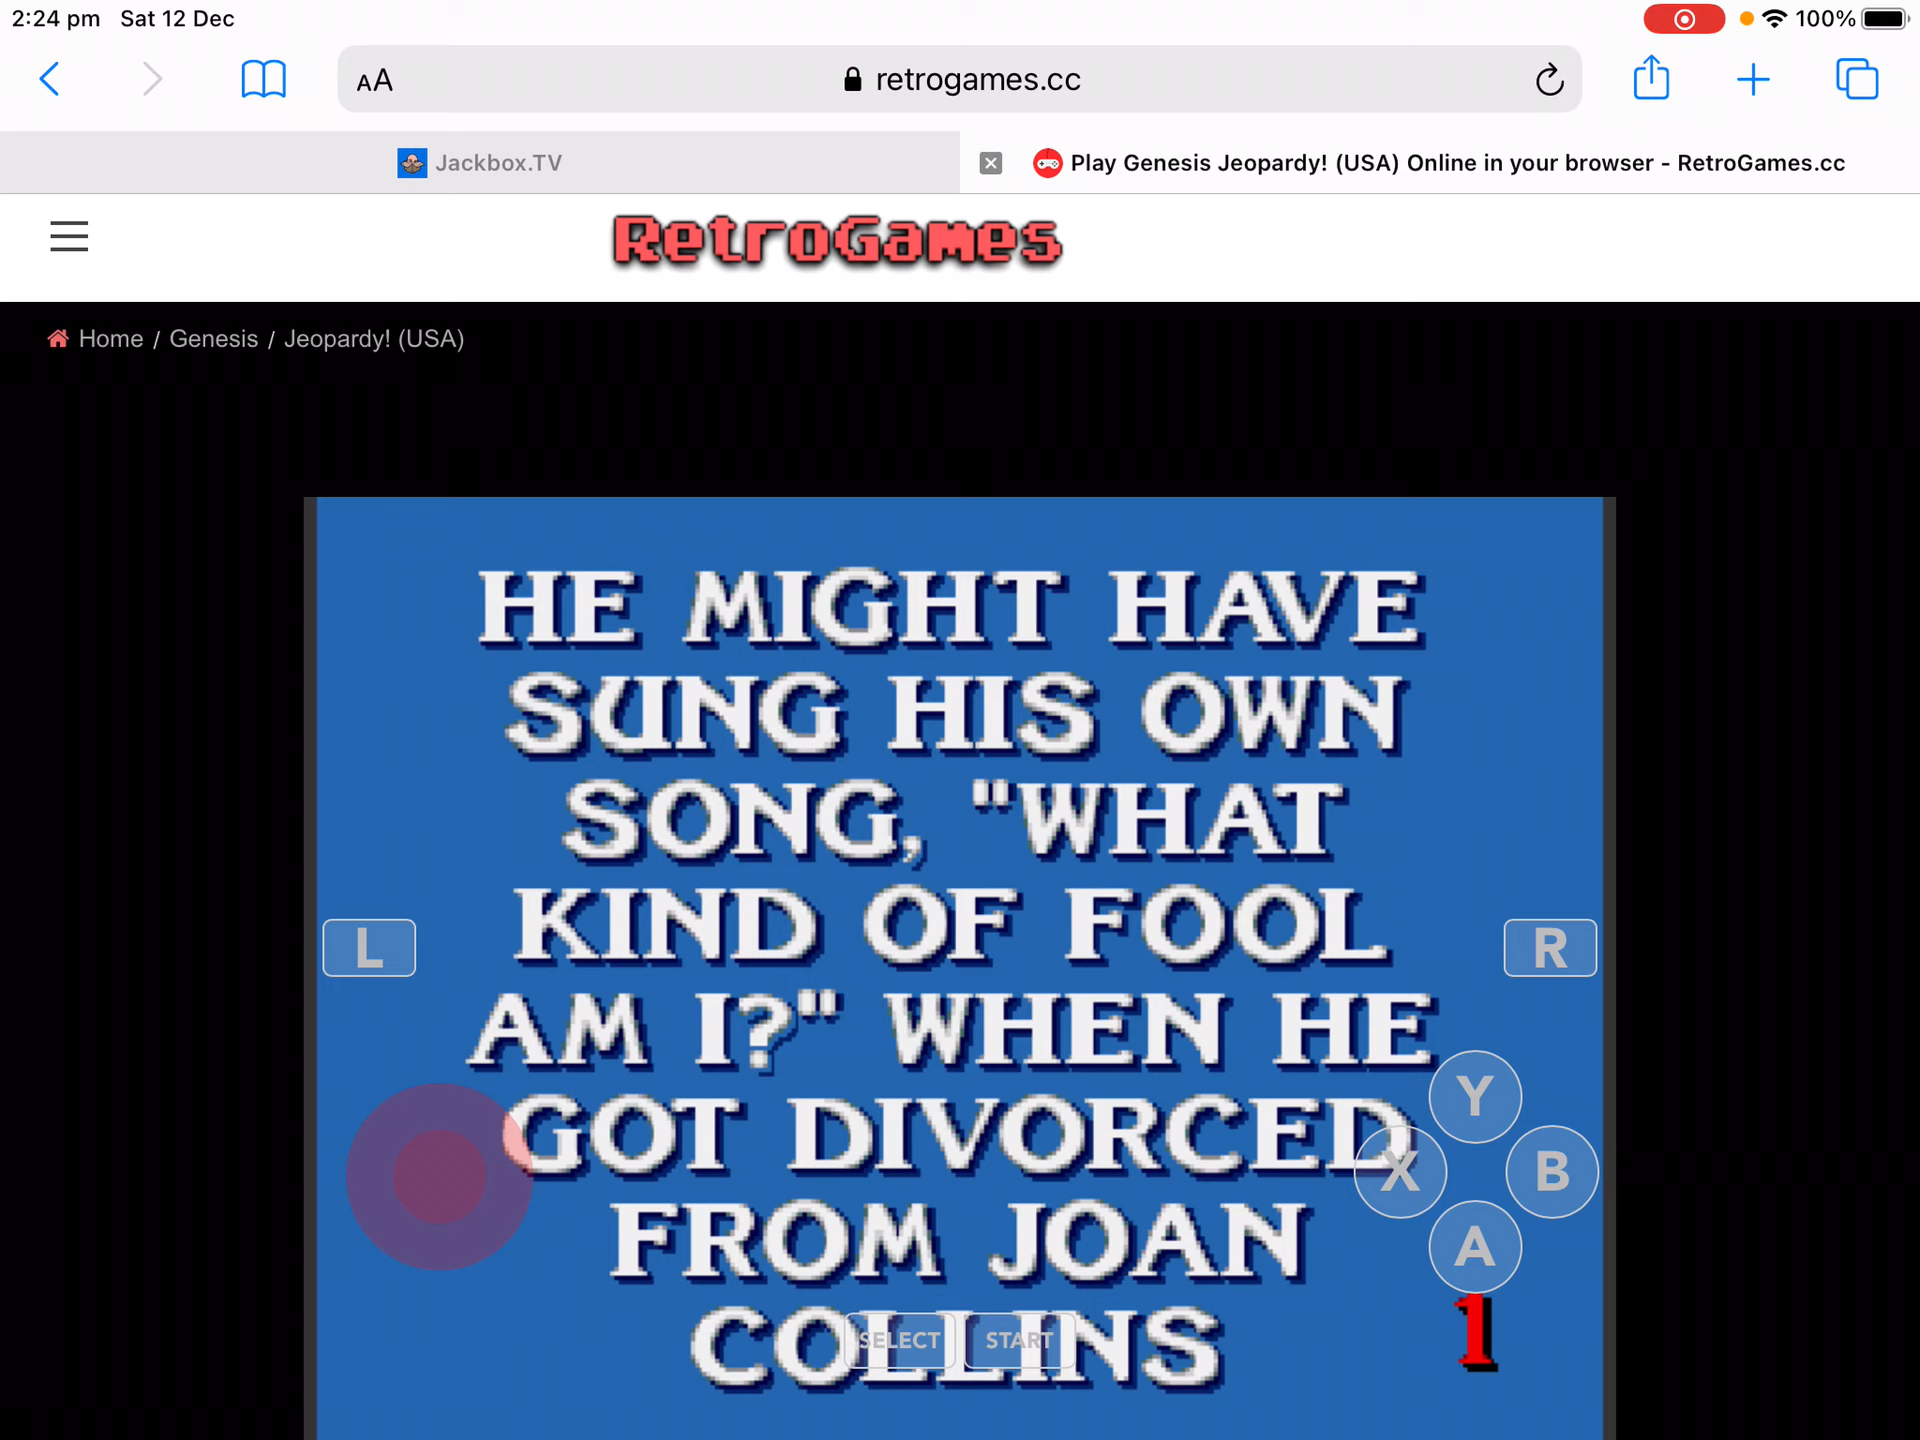 2:24 pm Sat 12 Dec
100%
AA
retrogames.cc
Jackbox.TV
Play Genesis Jeopardy! (USA) Online in your browser - RetroGames.cc
RetroGames
Home / Genesis / Jeopardy! (USA)
HE MIGHT HAVE
SUNG HIS OWN
SONG, "WHAT
KIND OF FOOL
AM I?" WHEN HE
GOT DIVORCED
FROM JOAN
COLLINS
L
R
Y
X
B
A
SELECT
START
1